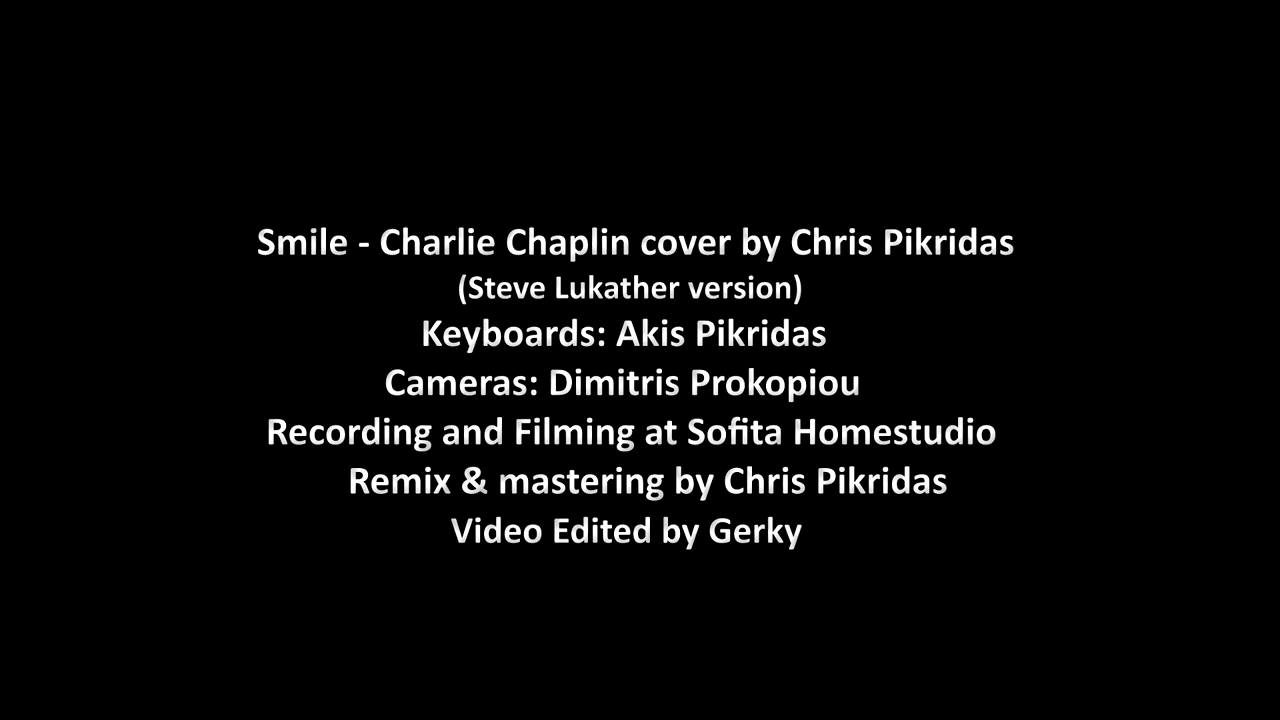 Smile - Charlie Chaplin cover by Chris Pikridas
(Steve Lukather version)
Keyboards: Akis Pikridas
Cameras: Dimitris Prokopiou
Recording and Filming at Sofita Homestudio
Remix & mastering by Chris Pikridas
Video Edited by Gerky